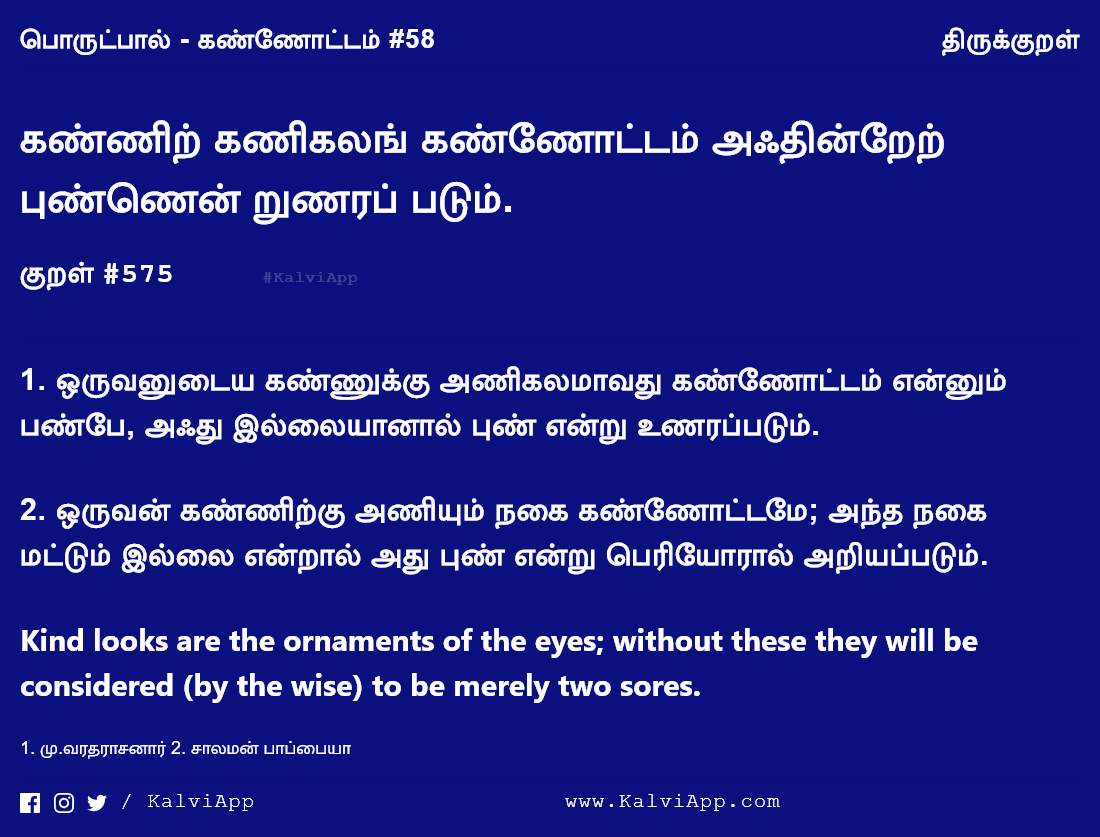 பொருட்பால் - கண்ணோட்டம் #58 திருக்குறள்
கண்ணிற் கணிகலங் கண்ணோட்டம் அஃதின்றேற்
புண்ணென் றுணரப் படும்.
குறள் #575 #KalviApp
1. ஒருவனுடைய கண்ணுக்கு அணிகலமாவது கண்ணோட்டம் என்னும்
பண்பே, அஃது இல்லையானால் புண் என்று உணரப்படும்.
2. ஒருவன் கண்ணிற்கு அணியும் நகை கண்ணோட்டமே; அந்த நகை
மட்டும் இல்லை என்றால் அது புண் என்று பெரியோரால் அறியப்படும்.
Kind looks are the ornaments of the eyes; without these they will be
considered (by the wise) to be merely two sores.
1. மு.வரதராசனார் 2. சாலமன் பாப்பையா
/ KalviApp www.KalviApp.com